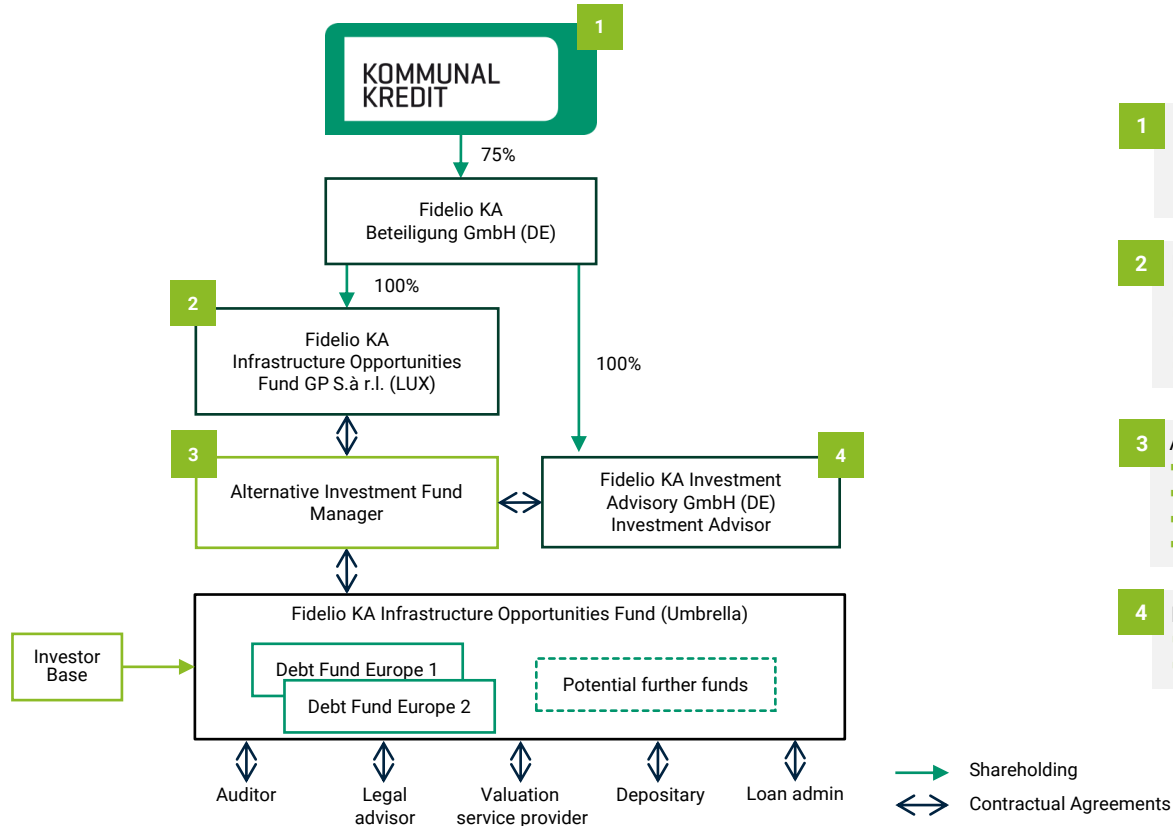 1
KOMMUNAL
KREDIT
75%
Fidelio KA
Beteiligung GmbH (DE)
100%
100%
2
Fidelio KA
Infrastructure Opportunities
Fund GP S.à r.l. (LUX)
3
Alternative Investment Fund
Manager
4
Fidelio KA Investment
Advisory GmbH (DE)
Investment Advisor
Fidelio KA Infrastructure Opportunities Fund (Umbrella)
Investor
Base
Debt Fund Europe 1
Debt Fund Europe 2
Potential further funds
Auditor
Legal
advisor
Valuation
service provider
Depositary
Loan admin
Shareholding
Contractual Agreements
1
2
3
4